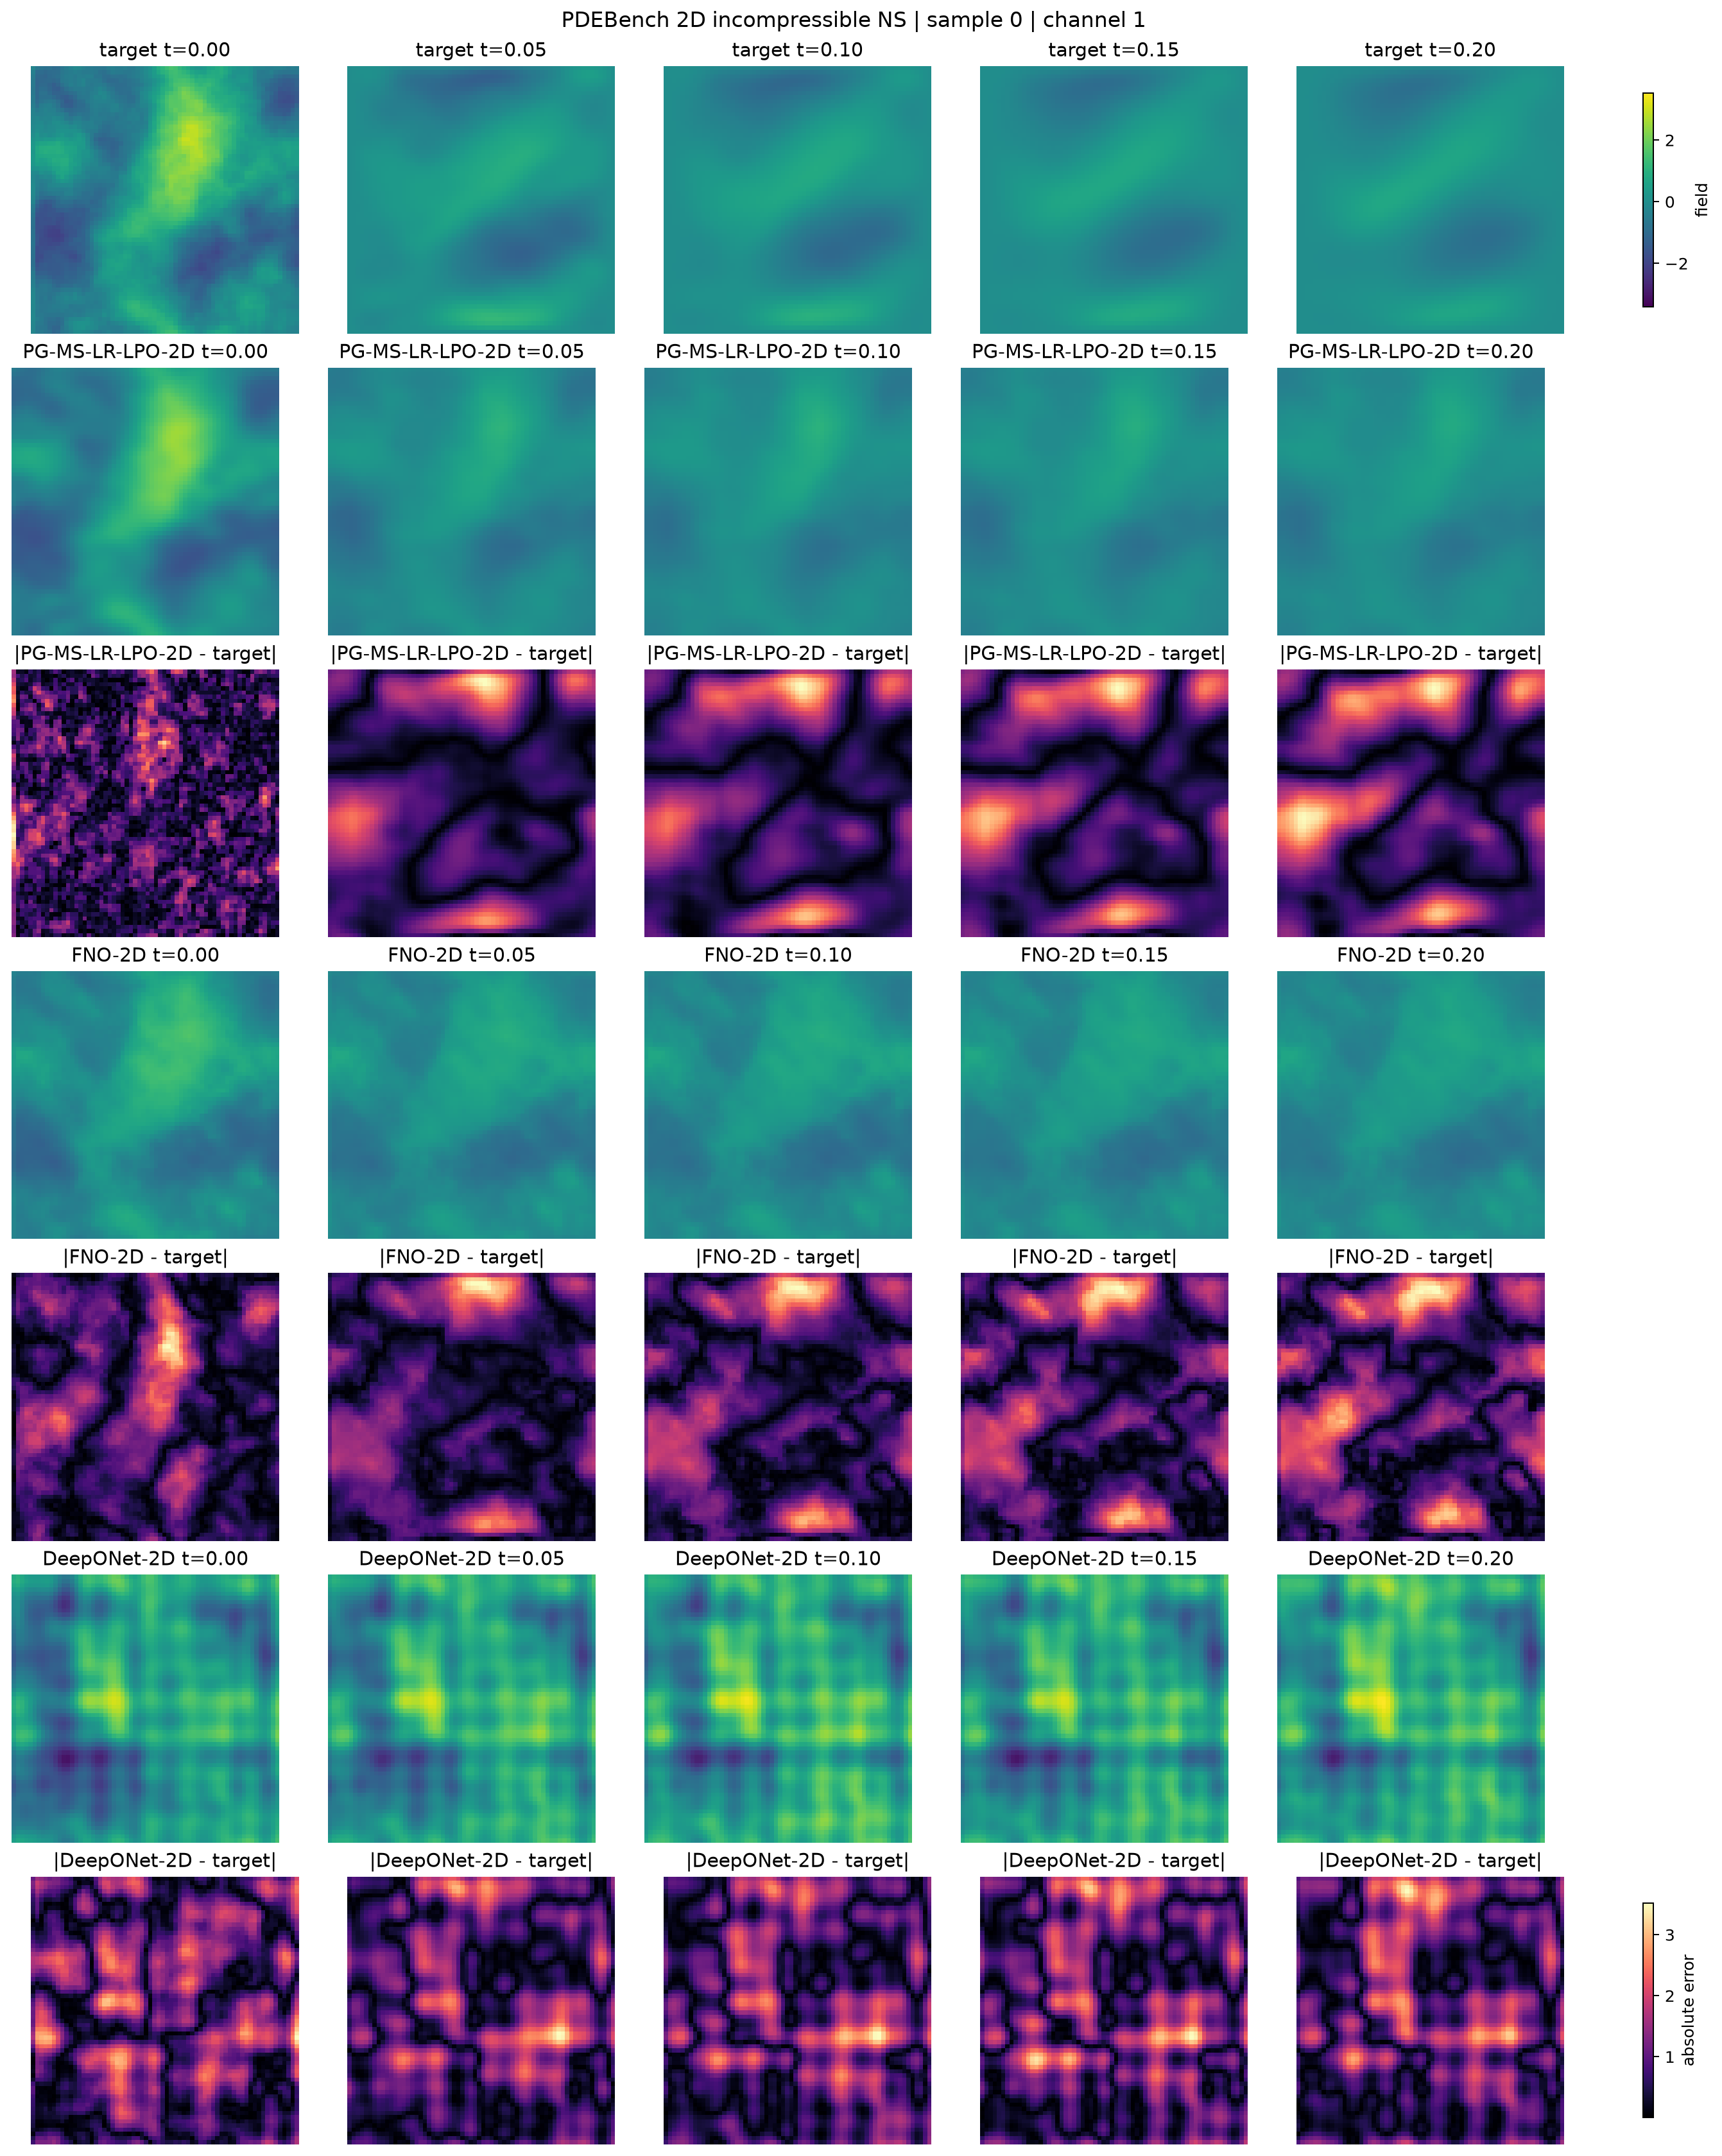 PDEBench 2D incompressible NS | sample 0 | channel 1
target t=0.00 target t=0.05 target t=0.10 target t=0.15 target t=0.20
2
0
−2
field
PG-MS-LR-LPO-2D t=0.00 PG-MS-LR-LPO-2D t=0.05 PG-MS-LR-LPO-2D t=0.10 PG-MS-LR-LPO-2D t=0.15 PG-MS-LR-LPO-2D t=0.20
|PG-MS-LR-LPO-2D - target| |PG-MS-LR-LPO-2D - target| |PG-MS-LR-LPO-2D - target| |PG-MS-LR-LPO-2D - target| |PG-MS-LR-LPO-2D - target|
FNO-2D t=0.00 FNO-2D t=0.05 FNO-2D t=0.10 FNO-2D t=0.15 FNO-2D t=0.20
|FNO-2D - target| |FNO-2D - target| |FNO-2D - target| |FNO-2D - target| |FNO-2D - target|
DeepONet-2D t=0.00 DeepONet-2D t=0.05 DeepONet-2D t=0.10 DeepONet-2D t=0.15 DeepONet-2D t=0.20
|DeepONet-2D - target| |DeepONet-2D - target| |DeepONet-2D - target| |DeepONet-2D - target| |DeepONet-2D - target|
3
2
1
absolute error